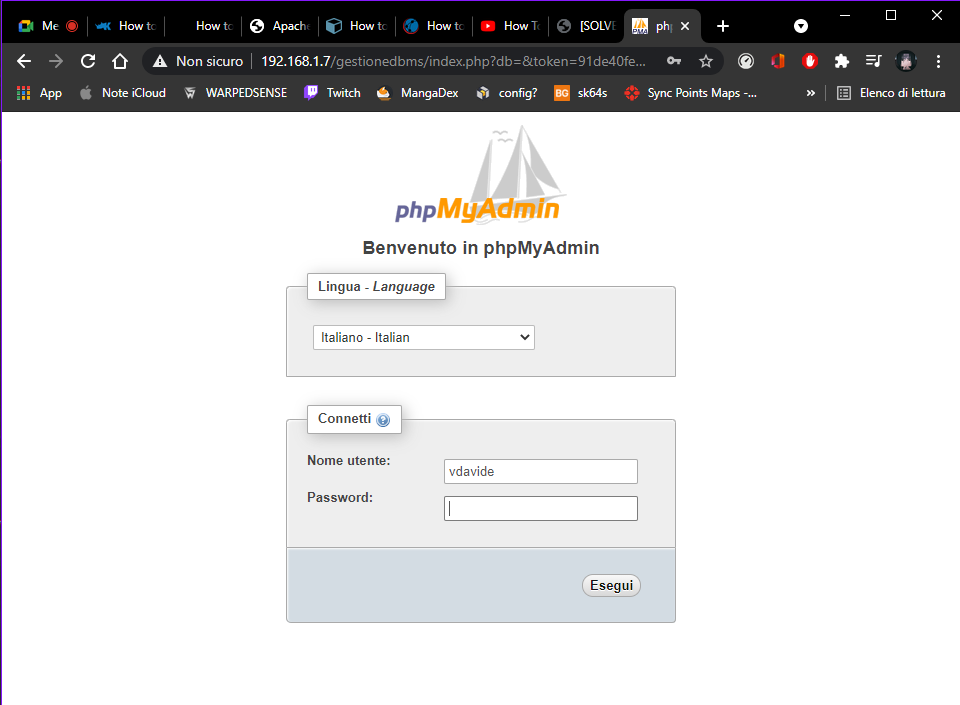 Me
How to
How to
Apache
How to
How to
How To
[SOLVE
php
Non sicuro
192.168.1.7/gestionedbms/index.php?db=&token=91de40fe...
App
Note iCloud
WARPEDSENSE
Twitch
MangaDex
config?
BG
sk64s
Sync Points Maps -...
»
Elenco di lettura
phpMyAdmin
Benvenuto in phpMyAdmin
Lingua - Language
Italiano - Italian
Connetti
Nome utente:
vdavide
Password:
Esegui